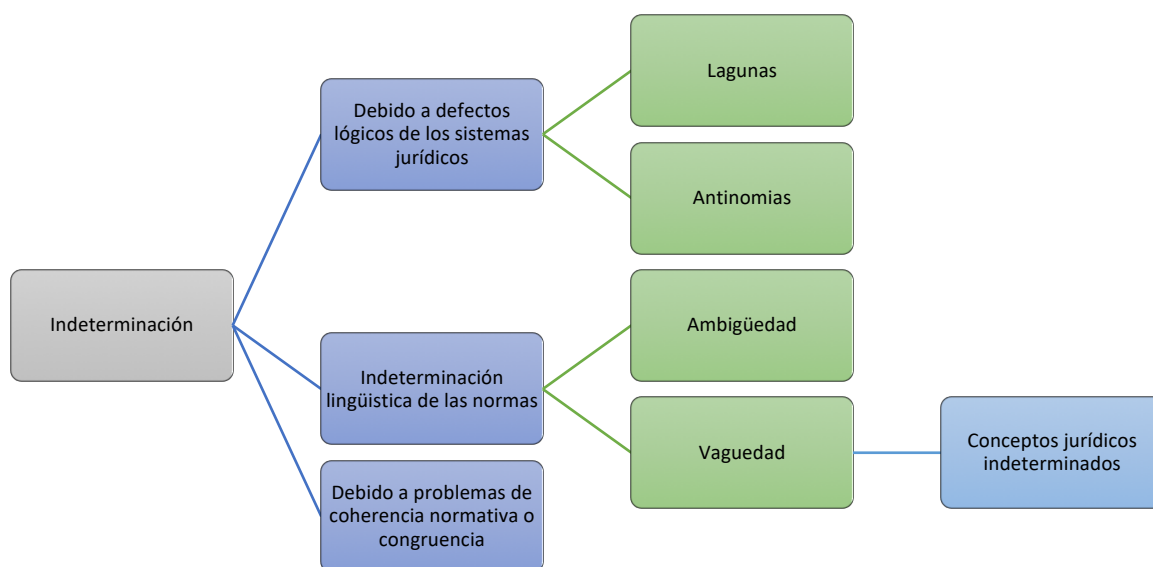 Indeterminación
Debido a defectos
lógicos de los sistemas
jurídicos
Lagunas
Antinomias
Indeterminación
lingüistica de las normas
Ambigüedad
Vaguedad
Conceptos jurídicos
indeterminados
Debido a problemas de
coherencia normativa o
congruencia